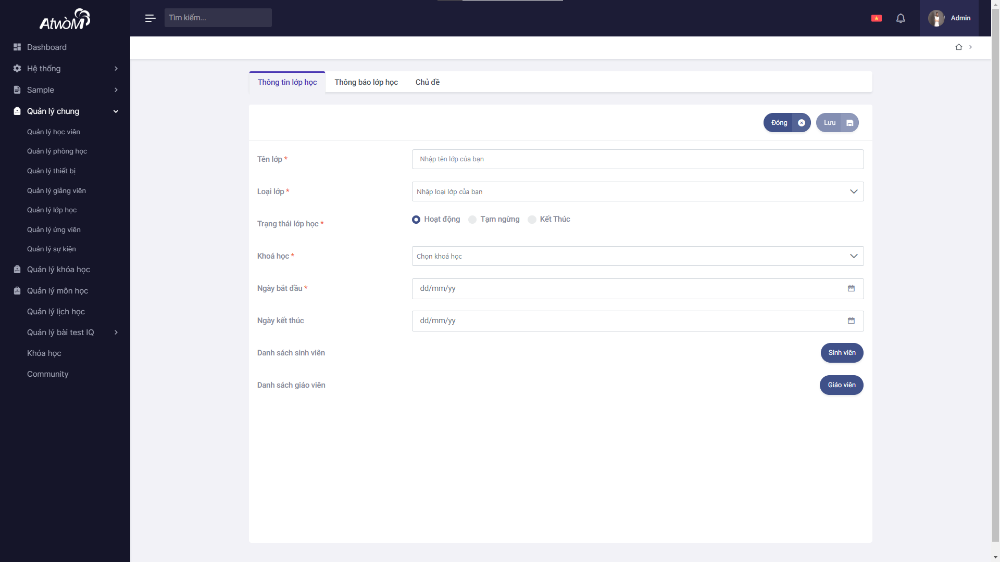 AtwòM
Dashboard
Hệ thống
Sample
Quản lý chung
Quản lý học viên
Quản lý phòng học
Quản lý thiết bị
Quản lý giảng viên
Quản lý lớp học
Quản lý ứng viên
Quản lý sự kiện
Quản lý khóa học
Quản lý môn học
Quản lý lịch học
Quản lý bài test IQ
Khóa học
Community
Tìm kiếm...
Admin
Thông tin lớp học
Thông báo lớp học
Chủ đề
Đóng
Lưu
Tên lớp *
Nhập tên lớp của bạn
Loại lớp *
Nhập loại lớp của bạn
Trạng thái lớp học *
Hoạt động
Tạm ngừng
Kết Thúc
Khoá học *
Chọn khoá học
Ngày bắt đầu *
dd/mm/yy
Ngày kết thúc
dd/mm/yy
Danh sách sinh viên
Sinh viên
Danh sách giáo viên
Giáo viên